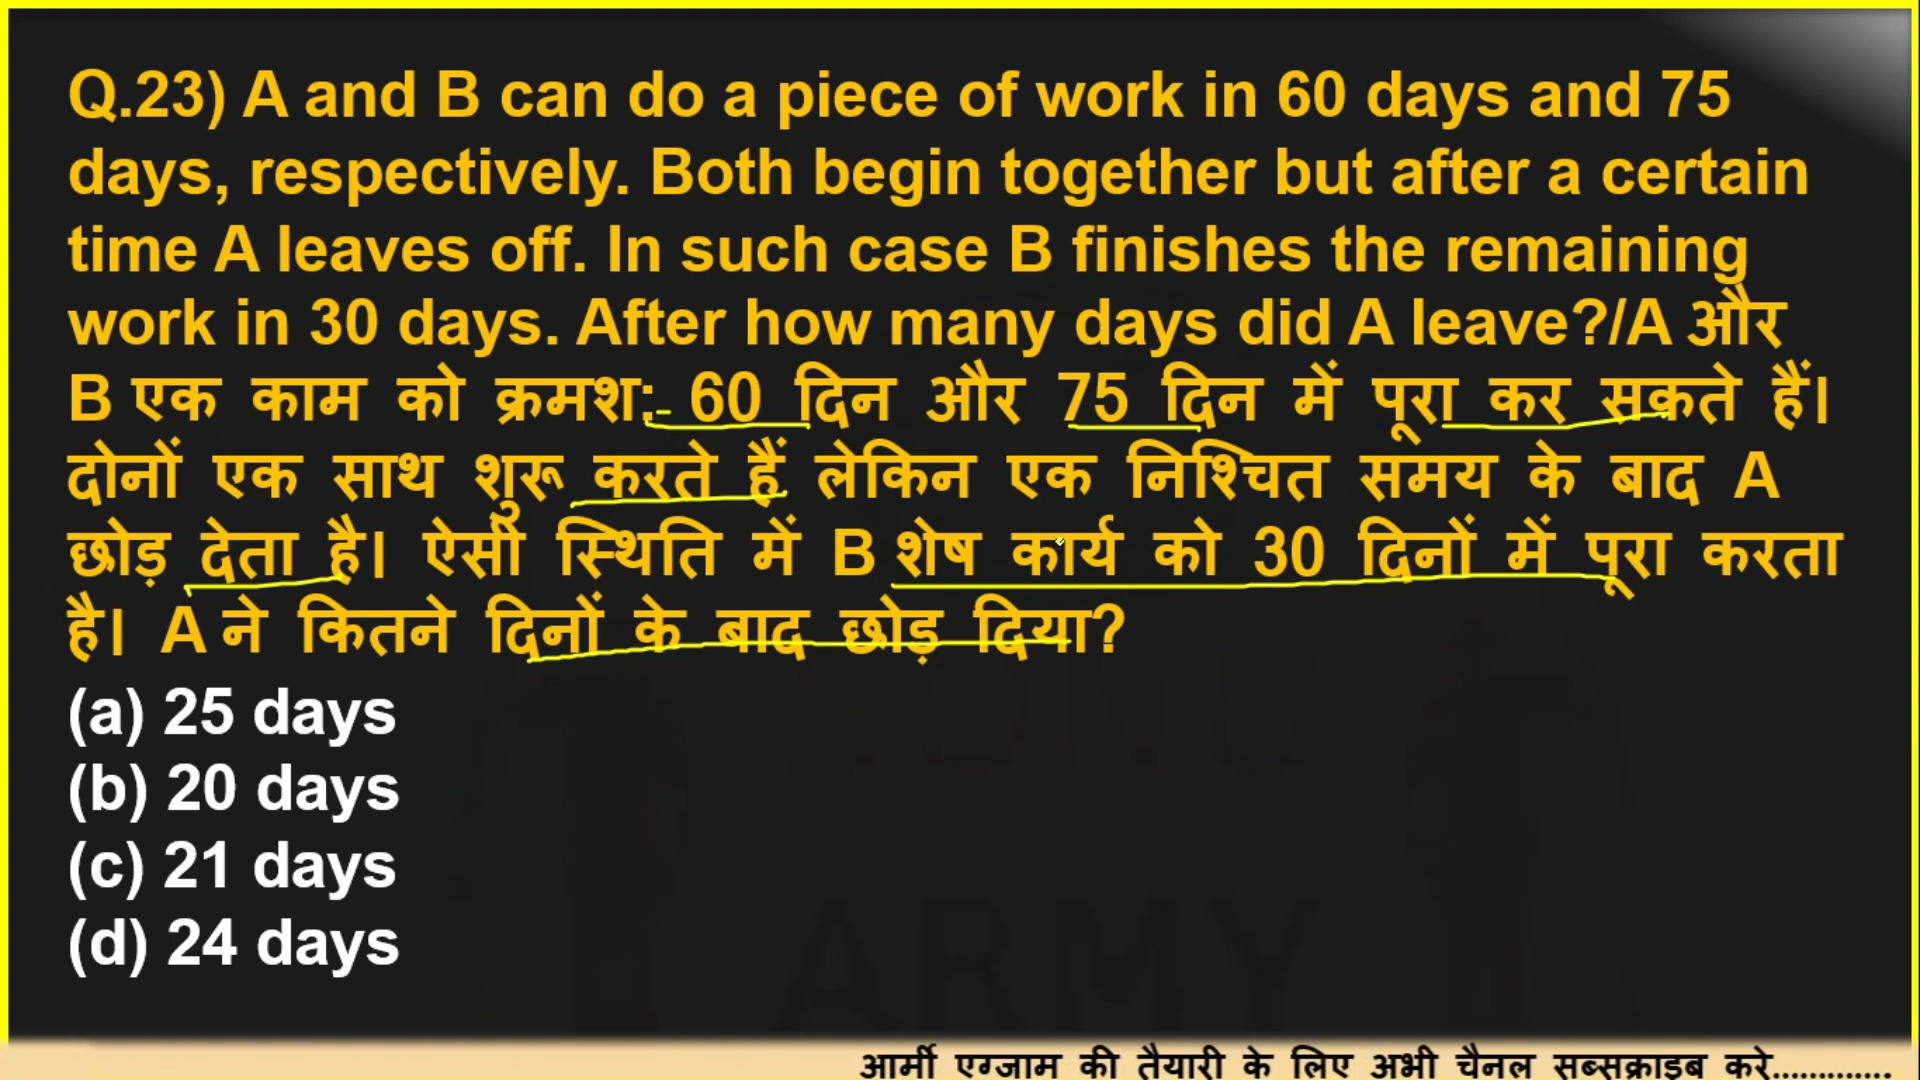 Q.23) A and B can do a piece of work in 60 days and 75
days, respectively. Both begin together but after a certain
time A leaves off. In such case B finishes the remaining
work in 30 days. After how many days did A leave?/A और
B एक काम को क्रमश:- 60 दिन और 75 दिन में पूरा कर सकते हैं।
दोनों एक साथ शुरू करते हैं लेकिन एक निश्चित समय के बाद A
छोड़ देता है। ऐसी स्थिति में B शेष कार्य को 30 दिनों में पूरा करता
है। A ने कितने दिनों के बाद छोड़ दिया?
(a) 25 days
(b) 20 days
(c) 21 days
(d) 24 days
SONU
ARMY
आर्मी एग्जाम की तैयारी के लिए अभी चैनल सब्सक्राइब करे.............